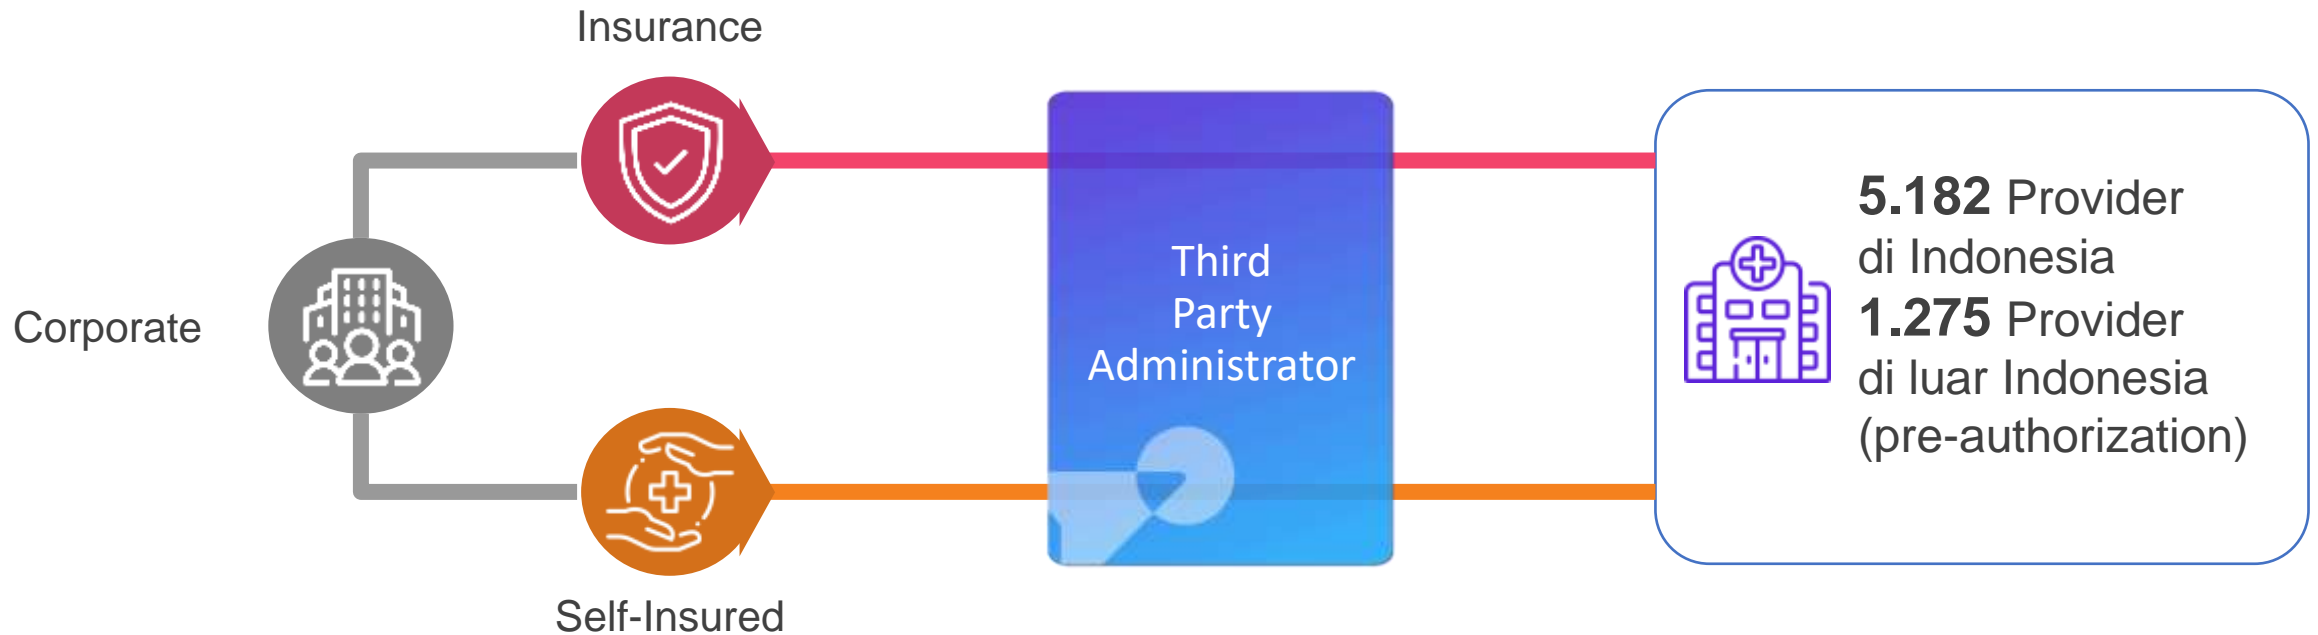 Insurance
Corporate
Self-Insured
Third
Party
Administrator
5.182 Provider
di Indonesia
1.275 Provider
di luar Indonesia
(pre-authorization)